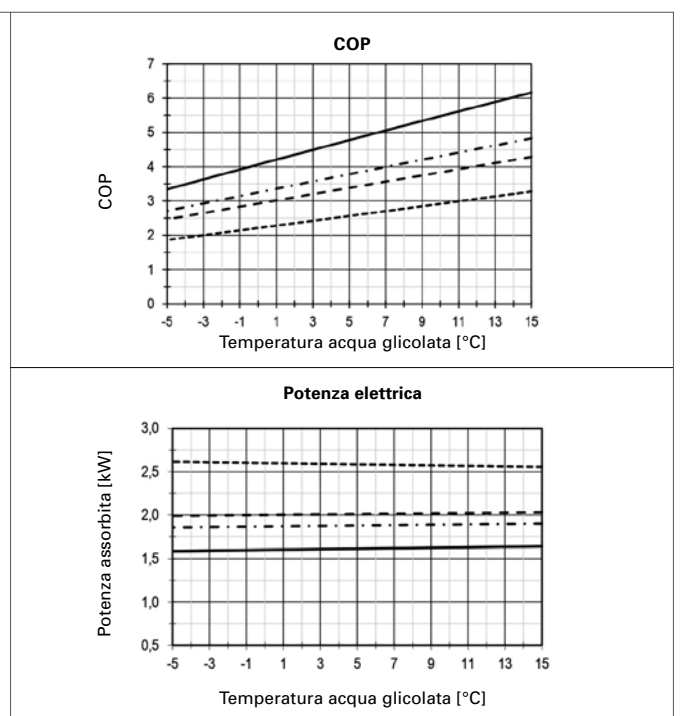 COP
COP
7
6
5
4
3
2
1
0
-5 -3 -1 1 3 5 7 9 11 13 15
Temperatura acqua glicolata [°C]
Potenza elettrica
Potenza assorbita [kW]
3,0
2,5
2,0
1,5
1,0
0,5
-5 -3 -1 1 3 5 7 9 11 13 15
Temperatura acqua glicolata [°C]